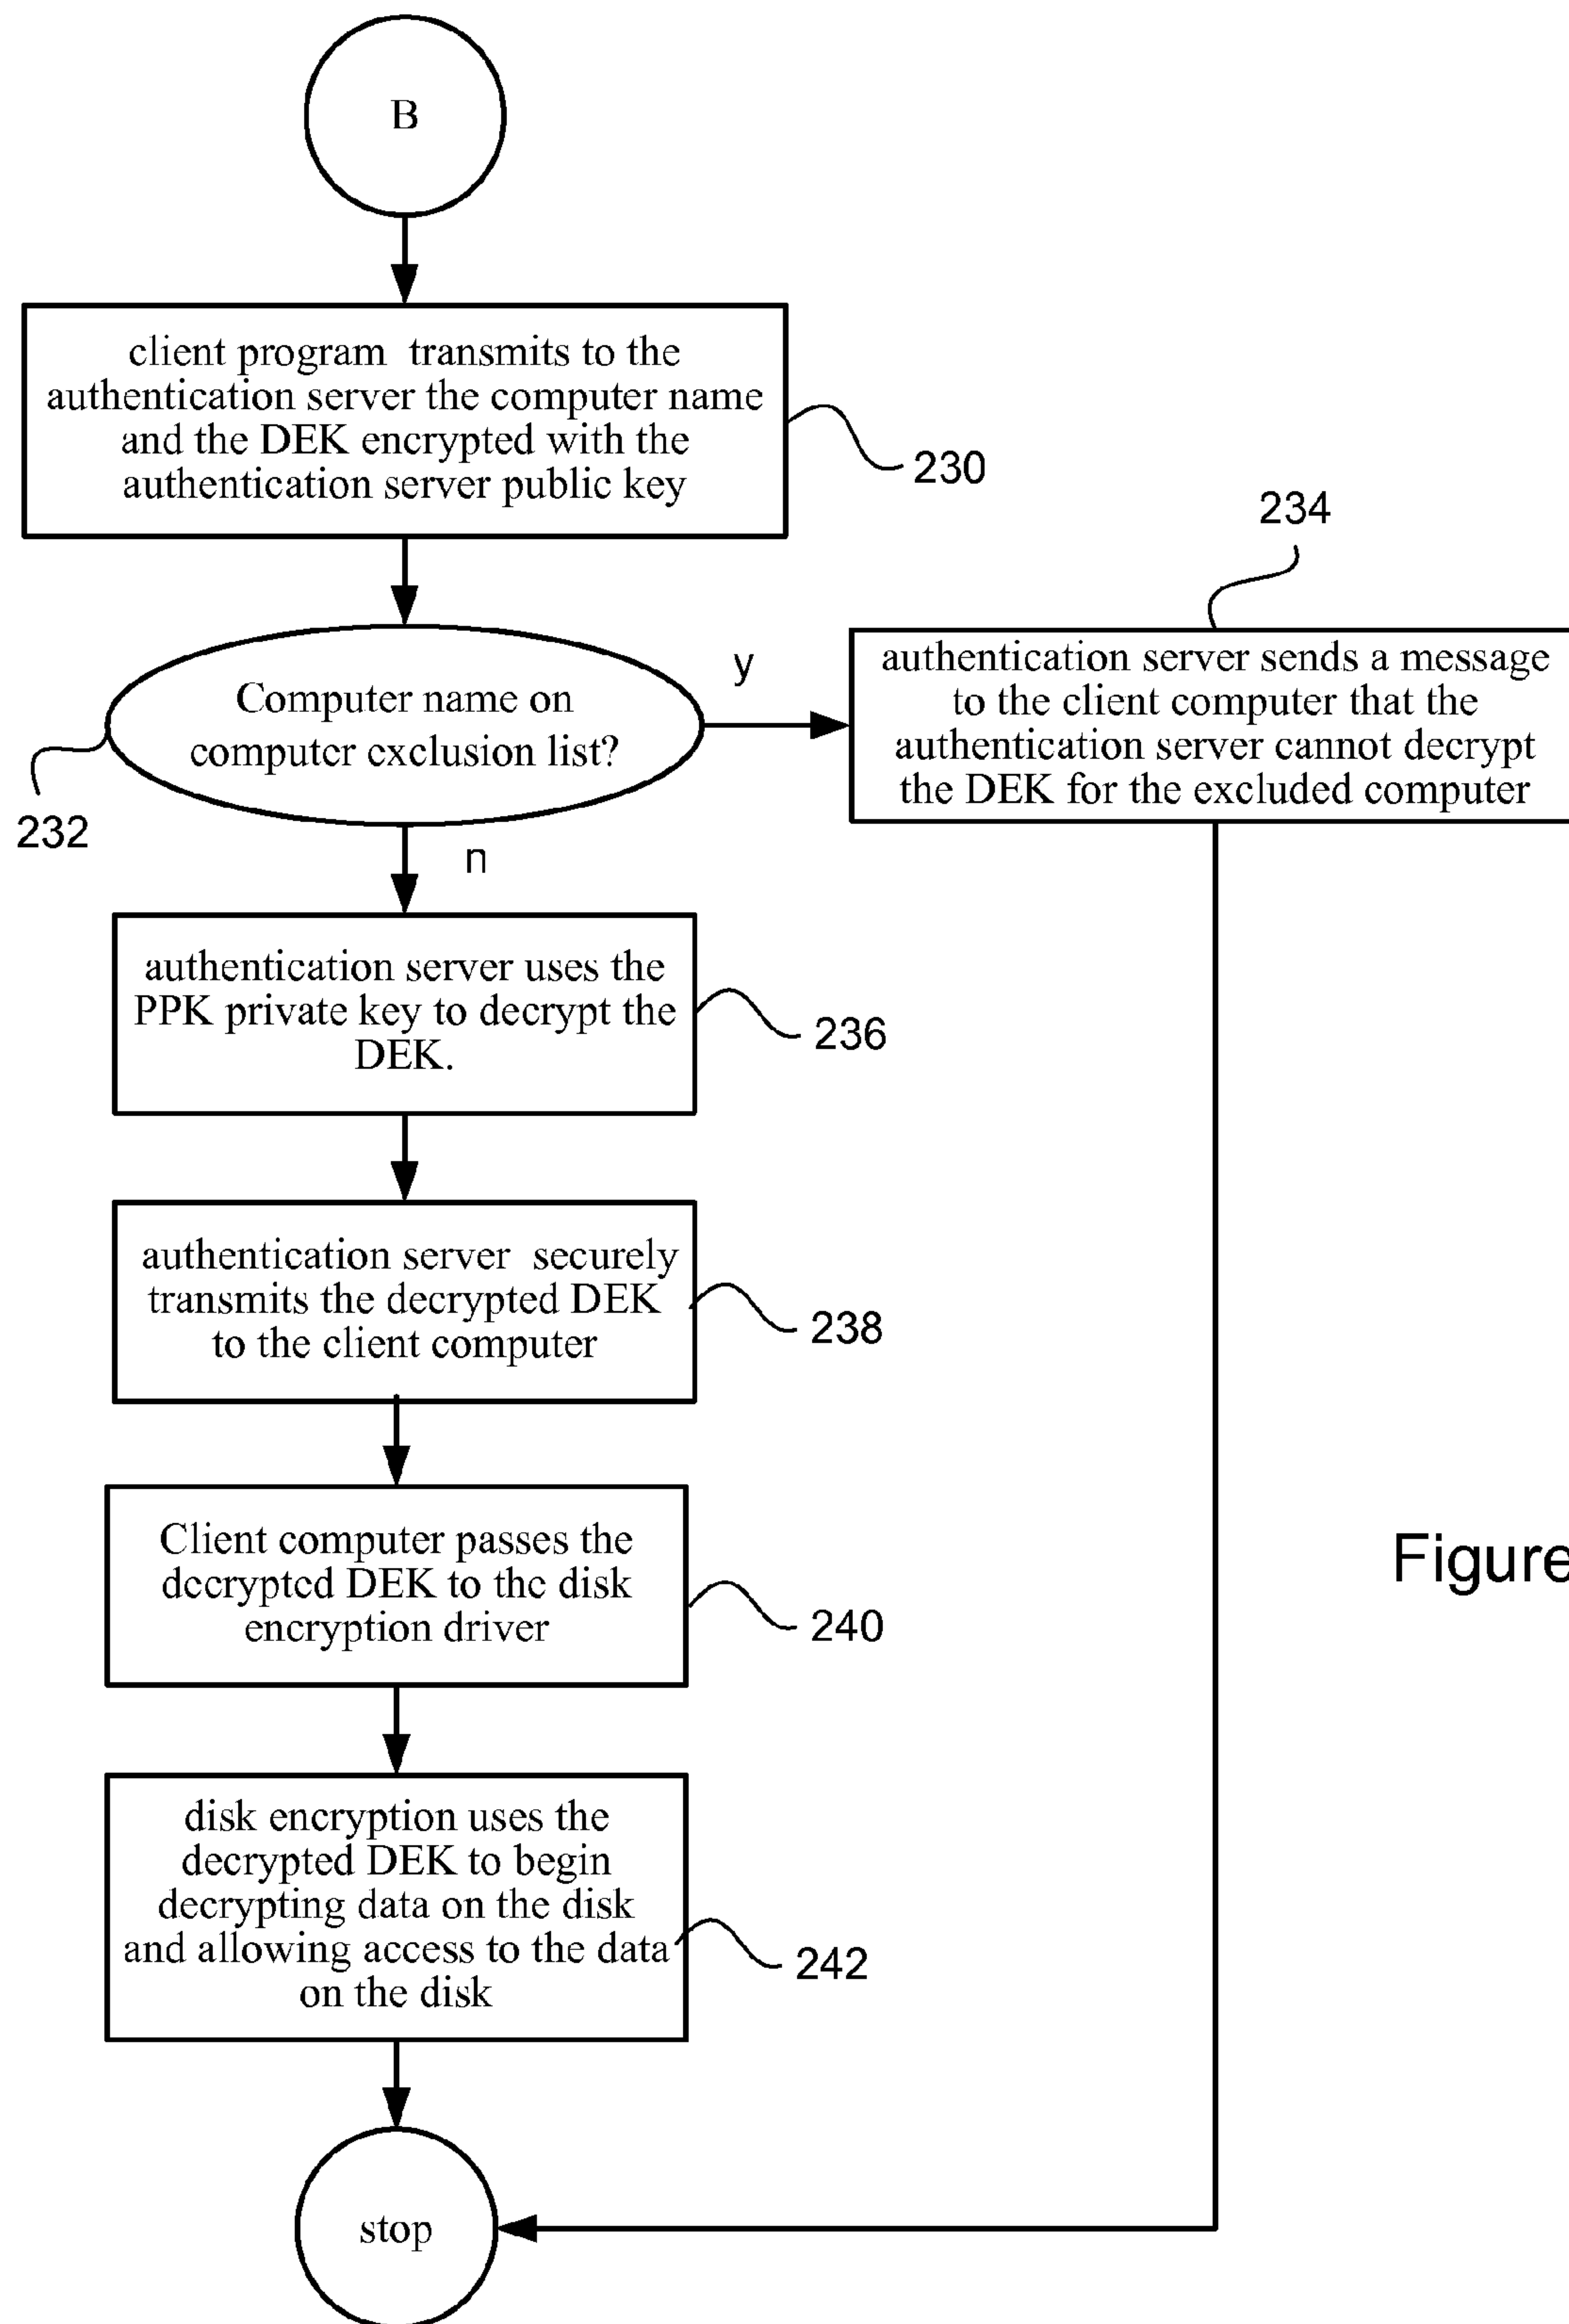 B
client program transmits to the
authentication server the computer name
and the DEK encrypted with the
authentication server public key
230
234
Computer name on
computer exclusion list?
232
y
n
authentication server sends a message
to the client computer that the
authentication server cannot decrypt
the DEK for the excluded computer
authentication server uses the
PPK private key to decrypt the
DEK.
236
authentication server securely
transmits the decrypted DEK
to the client computer
238
Client computer passes the
decrypted DEK to the disk
encryption driver
240
Figure
disk encryption uses the
decrypted DEK to begin
decrypting data on the disk
and allowing access to the data
on the disk
242
stop